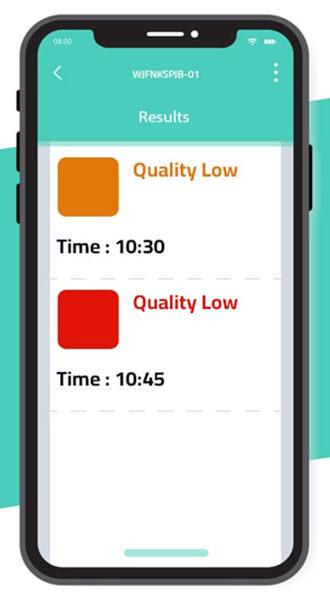 08.00
WJFNKSPJB-01
Results
Quality Low
Time : 10:30
Quality Low
Time : 10:45